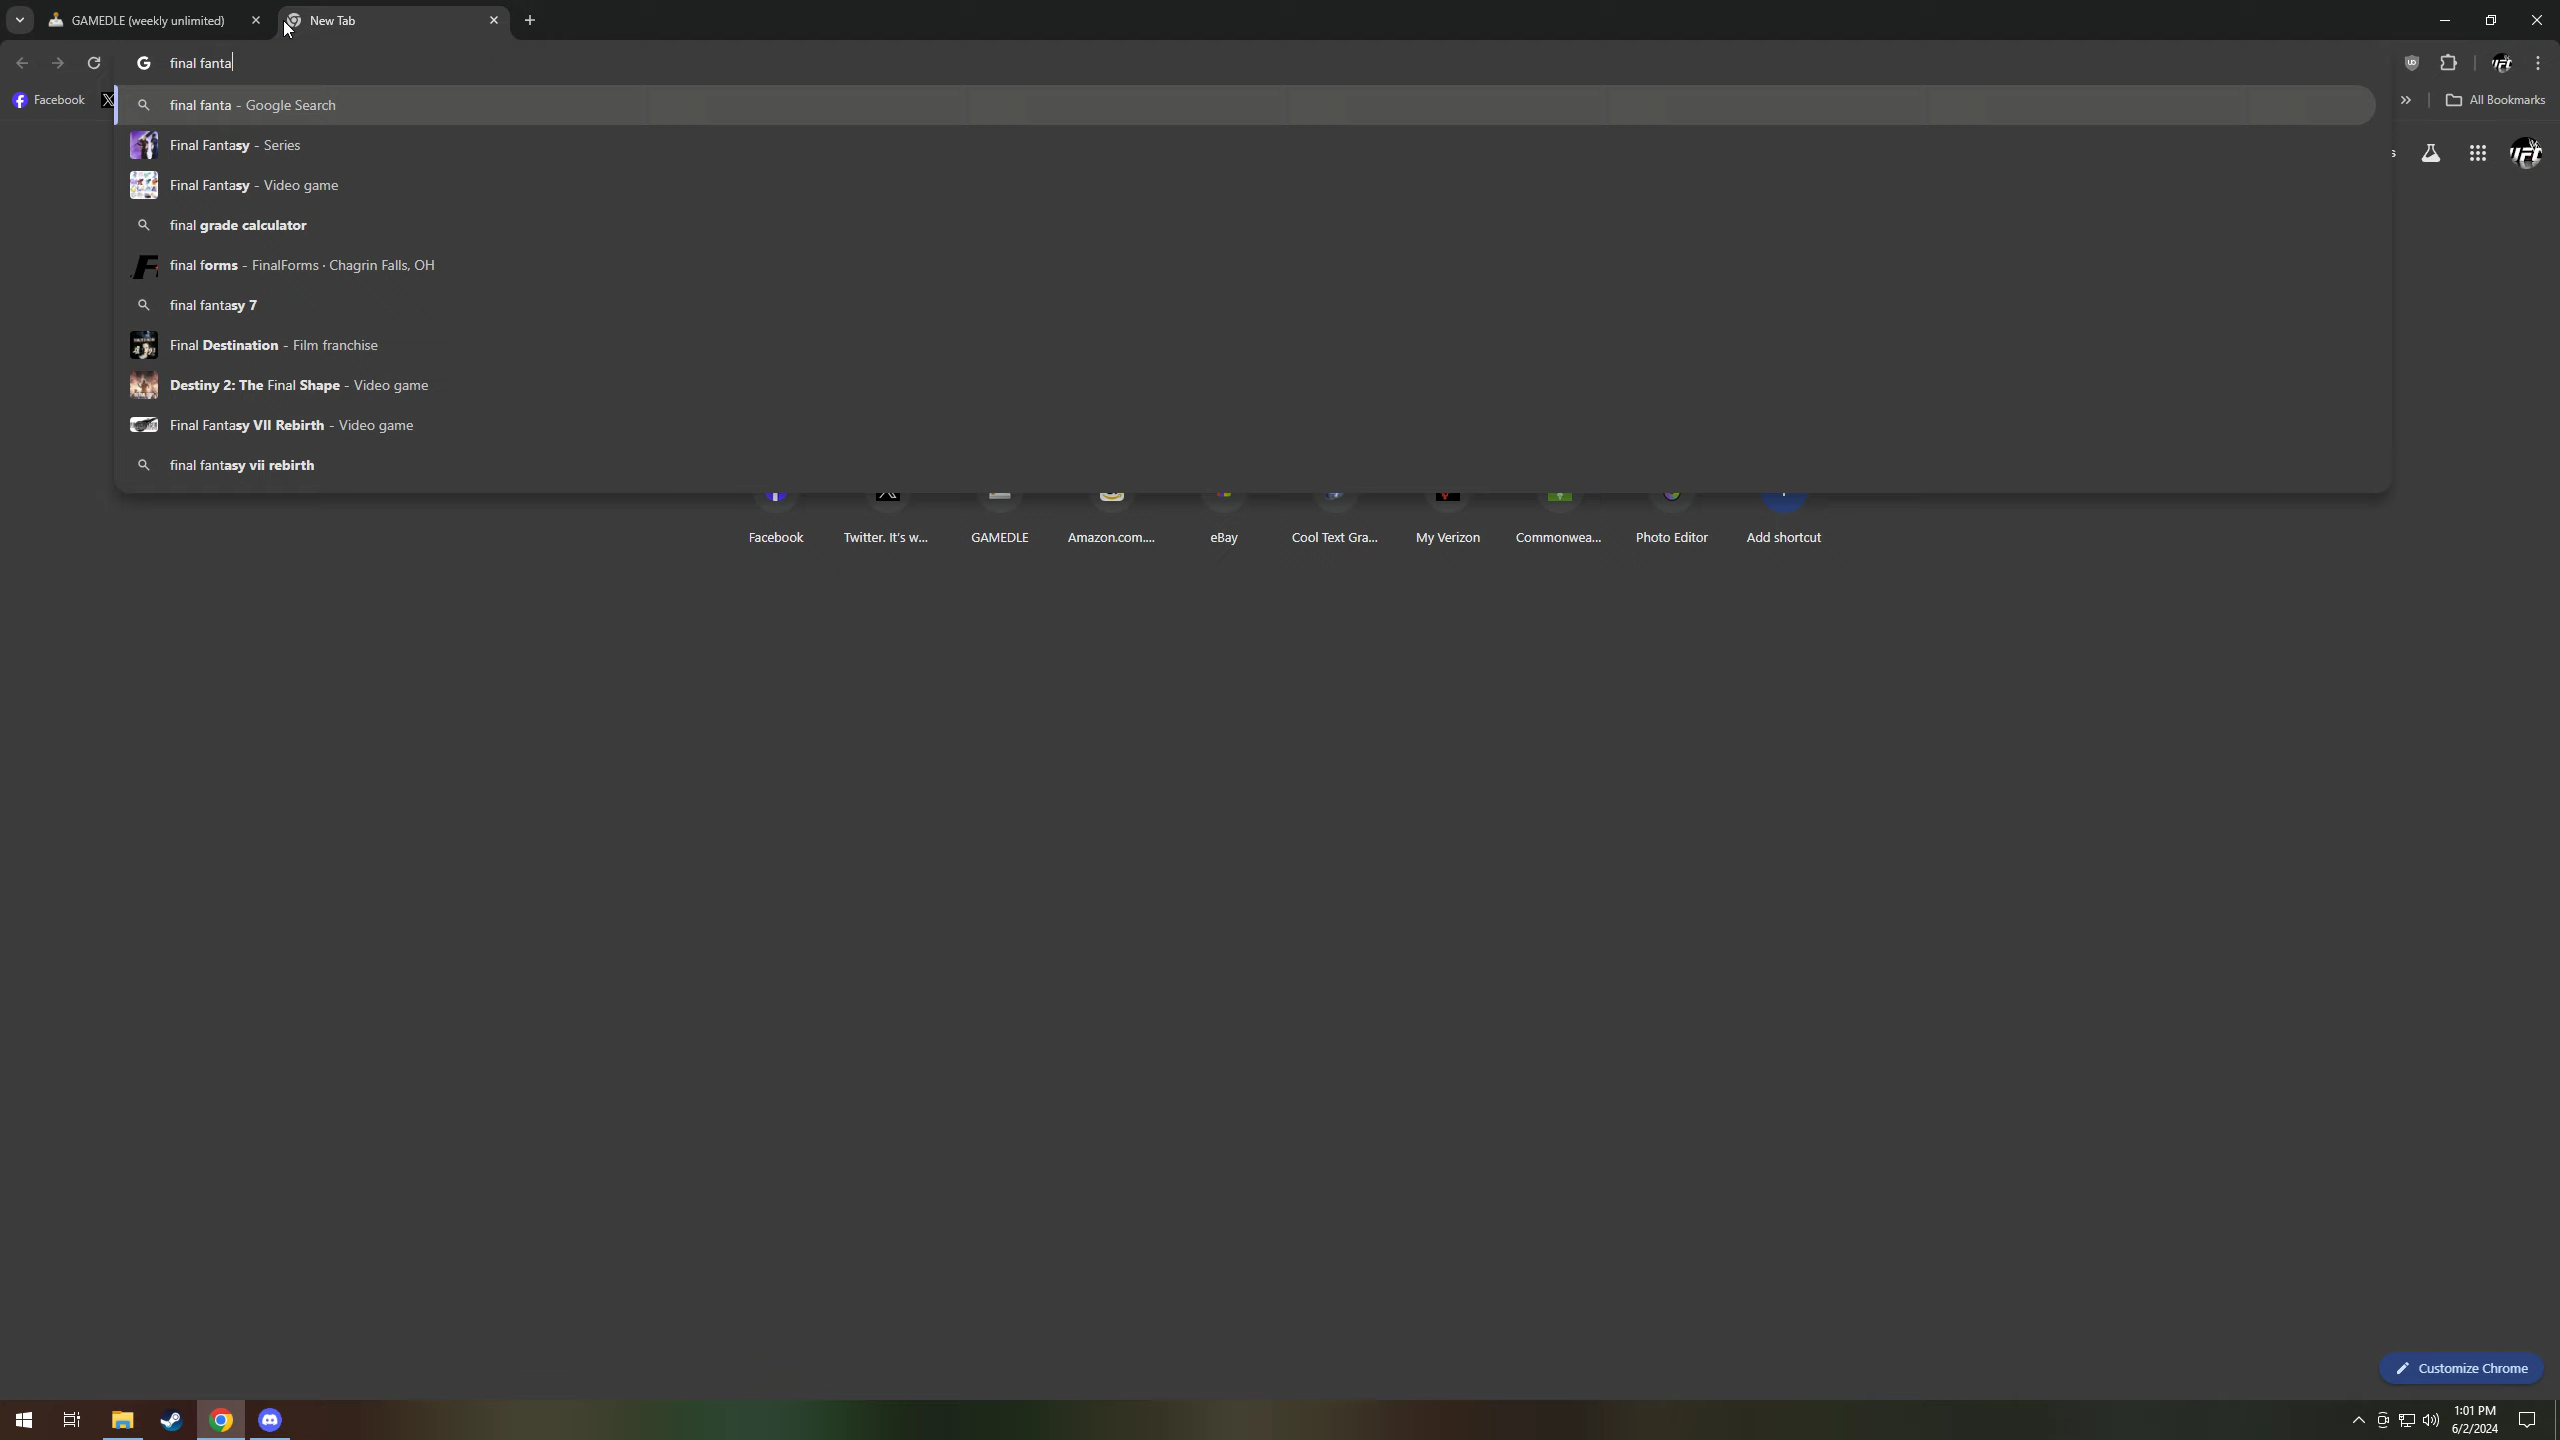 GAMEDLE (weekly unlimited)
New Tab
final fanta
Facebook
All Bookmarks
final fanta - Google Search
Final Fantasy - Series
Final Fantasy - Video game
final grade calculator
final forms - FinalForms · Chagrin Falls, OH
final fantasy 7
Final Destination - Film franchise
Destiny 2: The Final Shape - Video game
Final Fantasy VII Rebirth - Video game
final fantasy vii rebirth
Facebook
Twitter. It's w...
GAMEDLE
Amazon.com....
eBay
Cool Text Gra...
My Verizon
Commonwea...
Photo Editor
Add shortcut
Customize Chrome
1:01 PM
6/2/2024